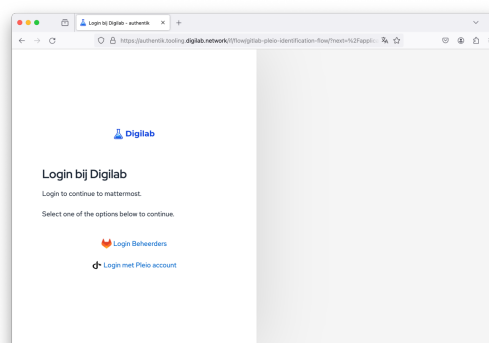 Login bij Digilab - authentik
https://authentik.tooling.digilab.network/if/flow/gitlab-pleio-identification-flow/?next=%2Fapplic
Digilab
Login bij Digilab
Login to continue to mattermost.
Select one of the options below to continue.
Login Beheerders
Login met Pleio account